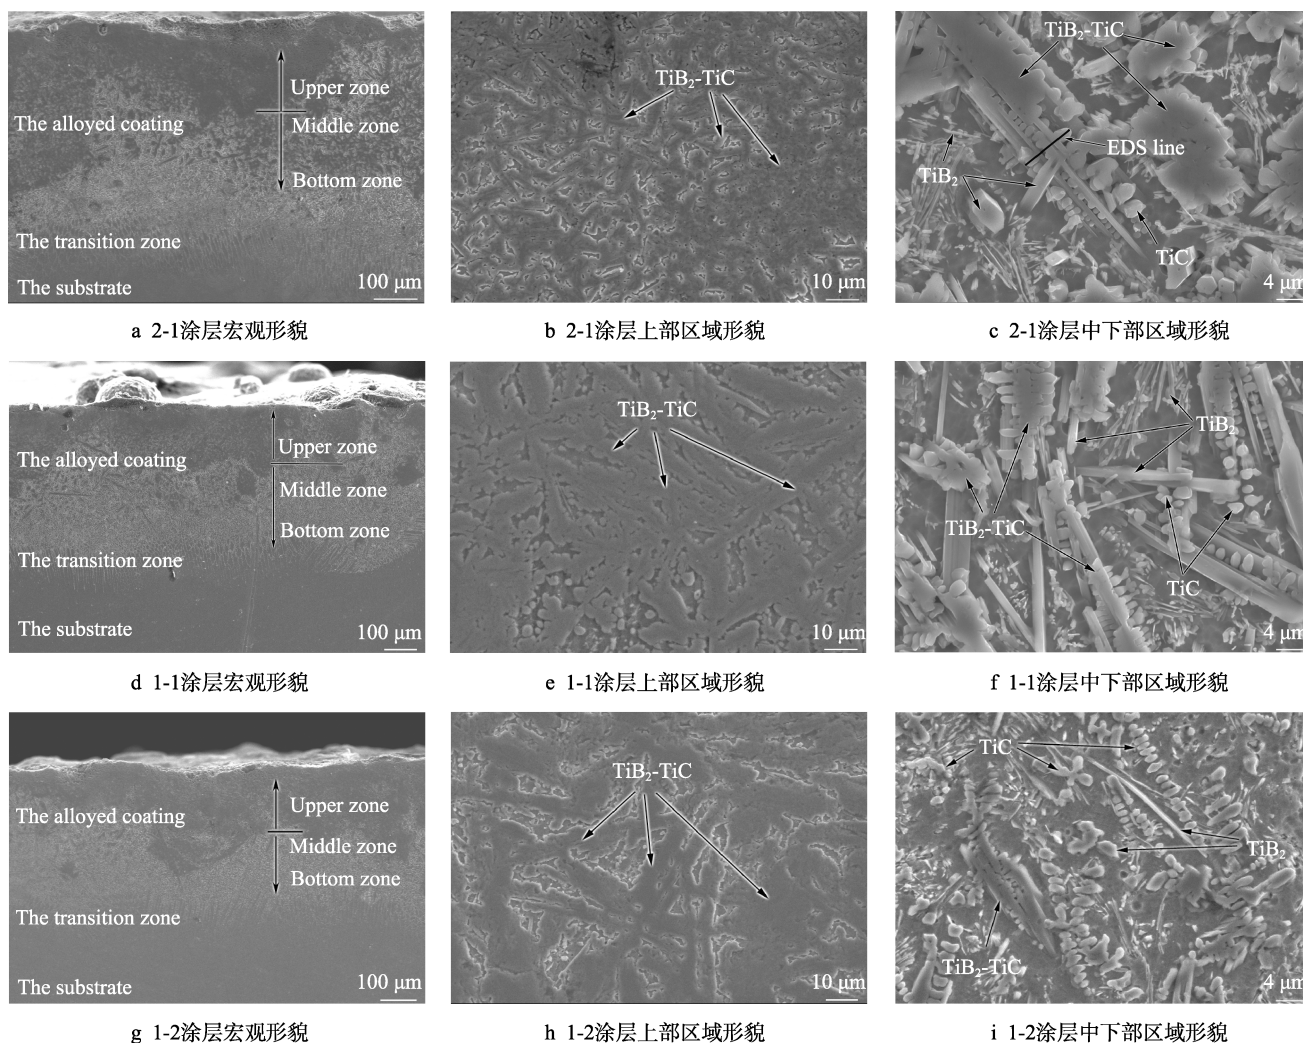 Upper zone
The alloyed coating
Middle zone
Bottom zone
The transition zone
The substrate
100 μm
TiB₂-TiC
10 μm
TiB₂-TiC
EDS line
TiB₂
TiC
4 μm
a 2-1涂层宏观形貌
b 2-1涂层上部区域形貌
c 2-1涂层中下部区域形貌
Upper zone
The alloyed coating
Middle zone
Bottom zone
The transition zone
The substrate
100 μm
TiB₂-TiC
10 μm
TiB₂
TiB₂-TiC
TiC
4 μm
d 1-1涂层宏观形貌
e 1-1涂层上部区域形貌
f 1-1涂层中下部区域形貌
Upper zone
The alloyed coating
Middle zone
Bottom zone
The transition zone
The substrate
100 μm
TiB₂-TiC
10 μm
TiC
TiB₂
TiB₂-TiC
4 μm
g 1-2涂层宏观形貌
h 1-2涂层上部区域形貌
i 1-2涂层中下部区域形貌